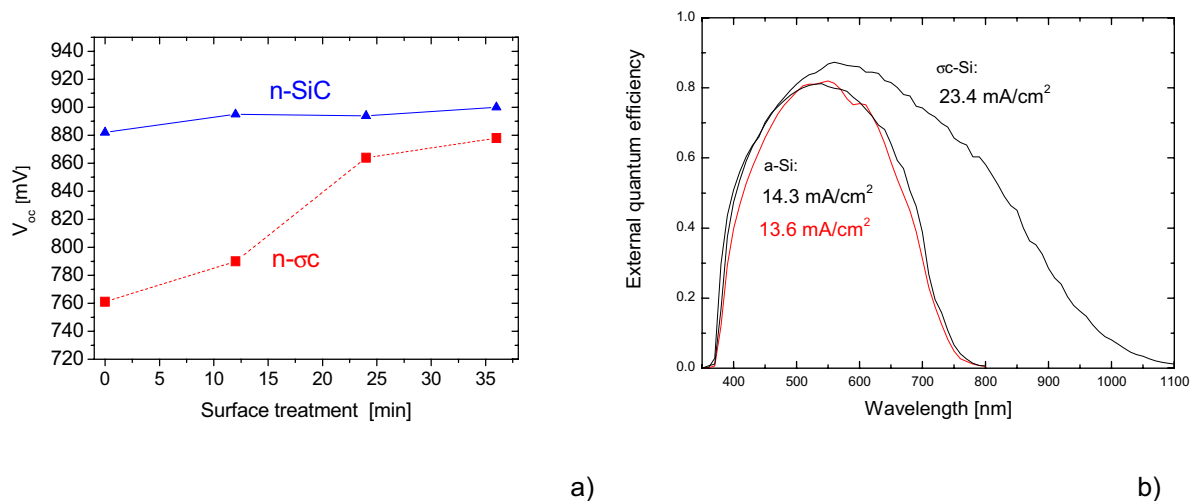 940
920
900
880
860
840
820
800
780
760
740
720
V_oc [mV]
n-SiC
n-σc
0 5 10 15 20 25 30 35
Surface treatment [min]
a)
1.0
0.8
0.6
0.4
0.2
0.0
External quantum efficiency
σc-Si:
23.4 mA/cm²
a-Si:
14.3 mA/cm²
13.6 mA/cm²
400 500 600 700 800 900 1000 1100
Wavelength [nm]
b)